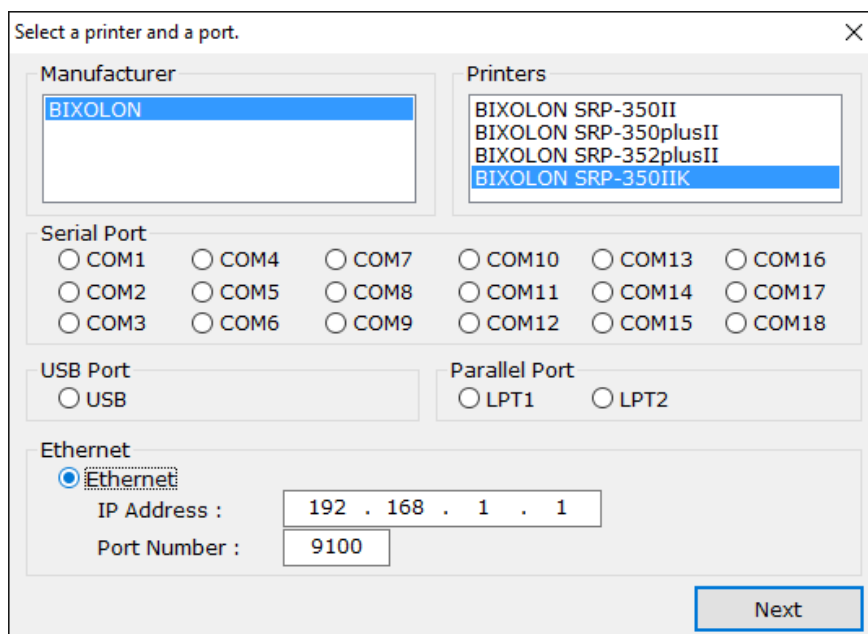 Select a printer and a port.
Manufacturer
BIXOLON
Printers
BIXOLON SRP-350II
BIXOLON SRP-350plusII
BIXOLON SRP-352plusII
BIXOLON SRP-350IIK
Serial Port
COM1 COM4 COM7 COM10 COM13 COM16
COM2 COM5 COM8 COM11 COM14 COM17
COM3 COM6 COM9 COM12 COM15 COM18
USB Port
USB
Parallel Port
LPT1 LPT2
Ethernet
Ethernet
IP Address : 192 . 168 . 1 . 1
Port Number : 9100
Next